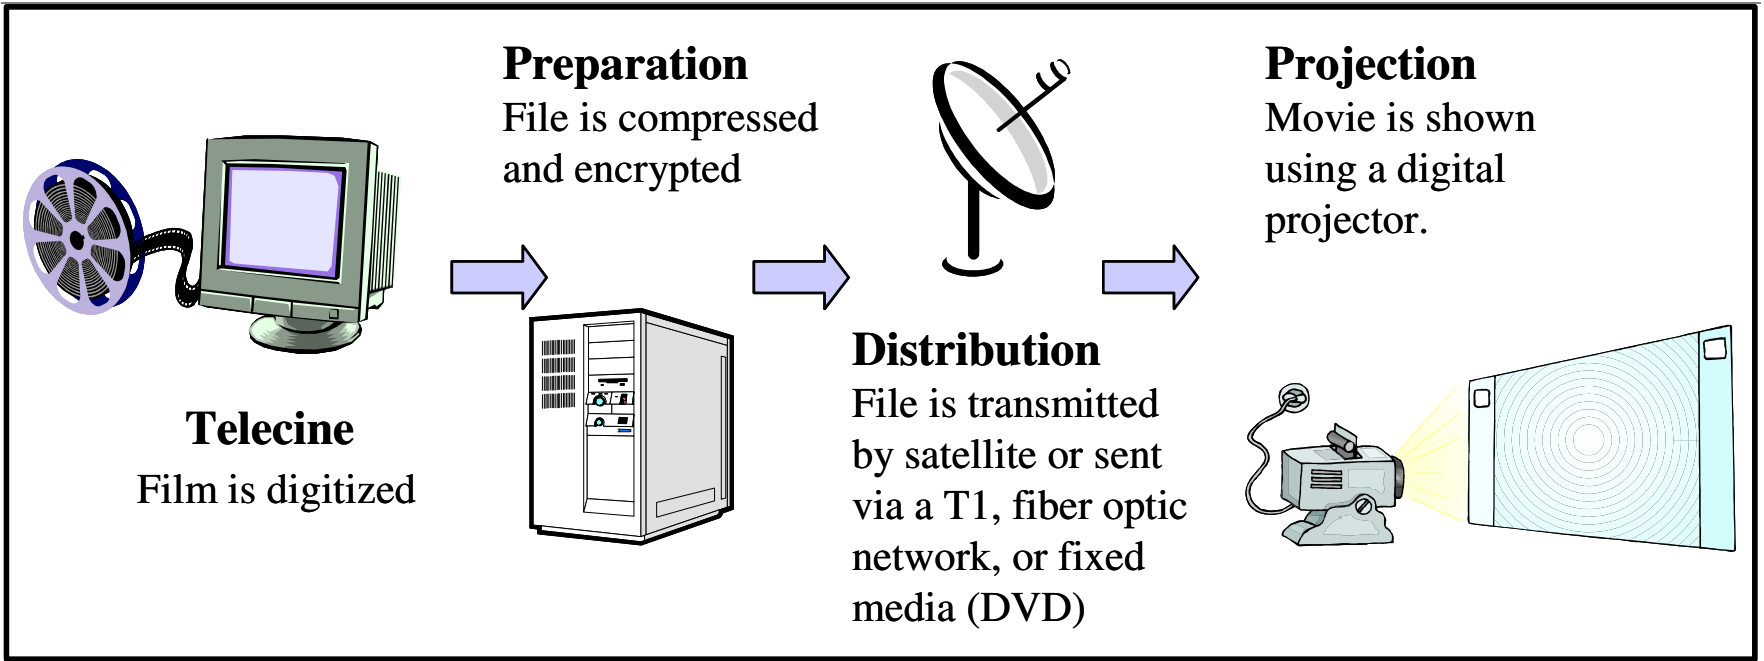 Telecine
Film is digitized
Preparation
File is compressed
and encrypted
Distribution
File is transmitted
by satellite or sent
via a T1, fiber optic
network, or fixed
media (DVD)
Projection
Movie is shown
using a digital
projector.